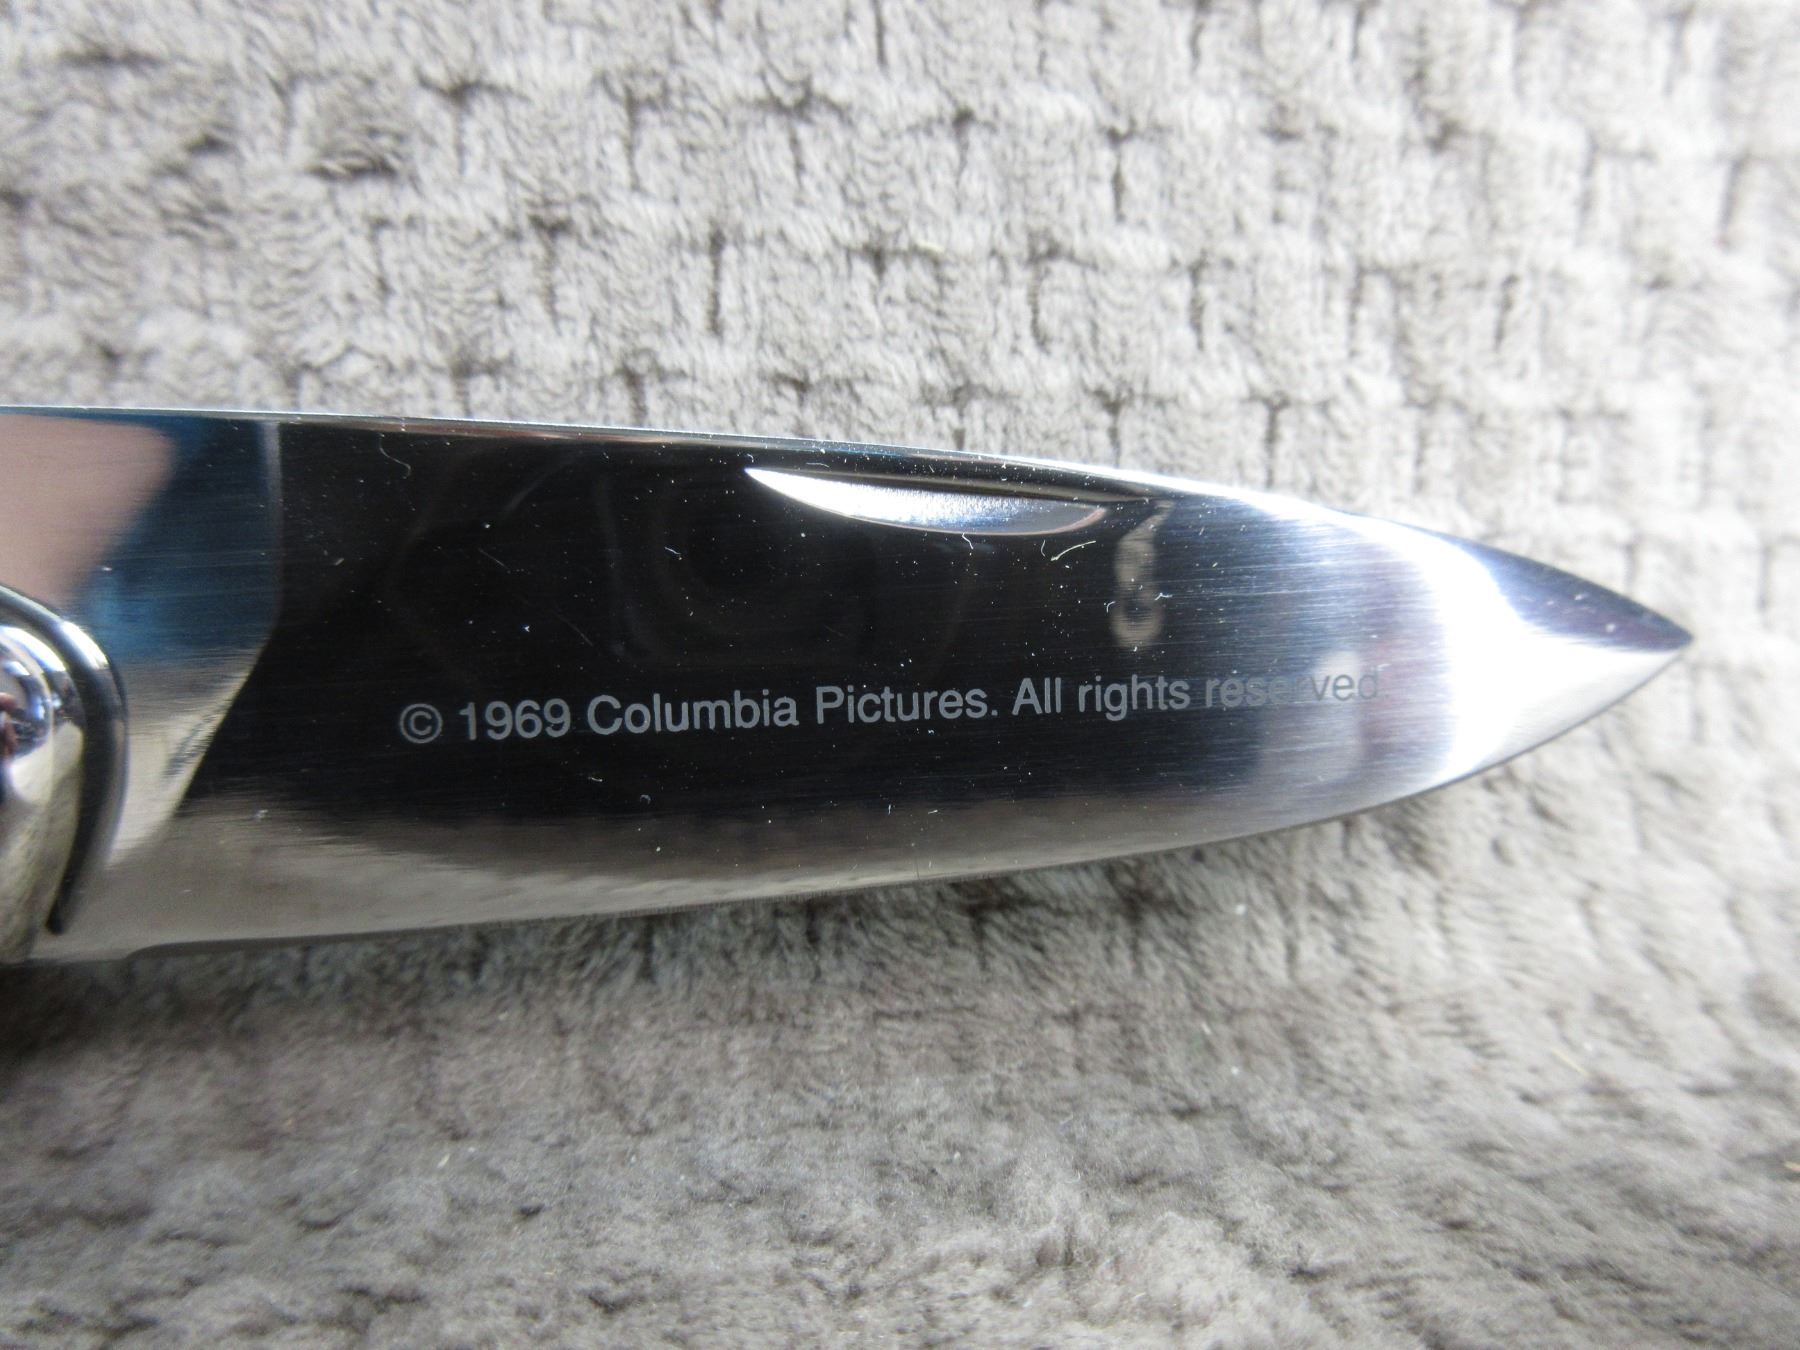 © 1969 Columbia Pictures. All rights reserved.